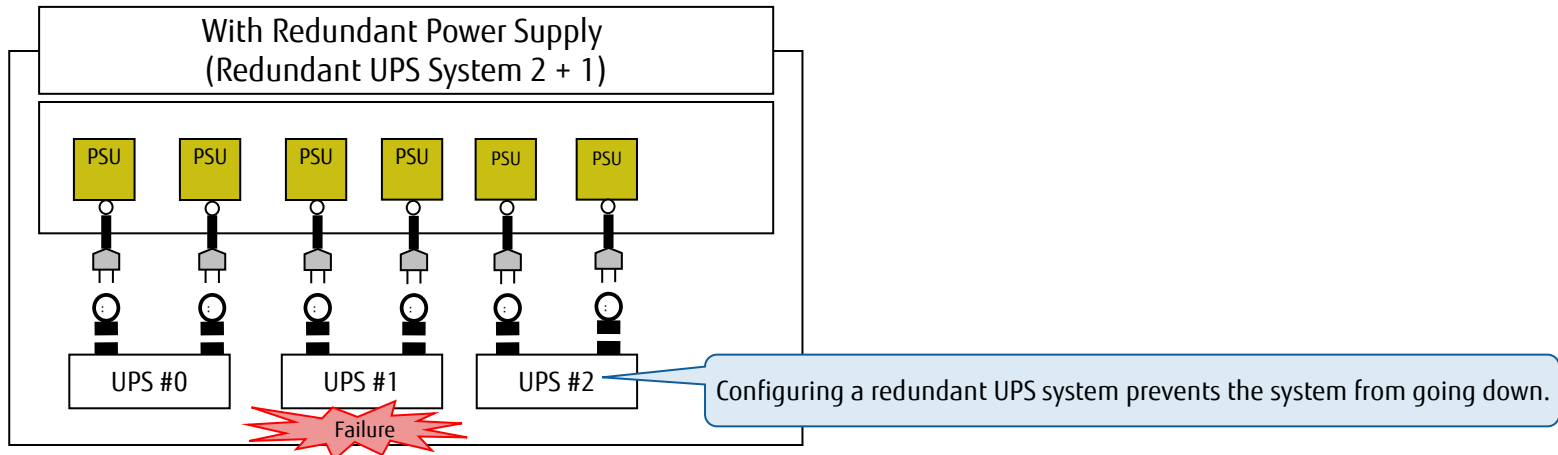 With Redundant Power Supply
(Redundant UPS System 2 + 1)
PSU PSU PSU PSU PSU PSU
UPS #0 UPS #1 UPS #2
Configuring a redundant UPS system prevents the system from going down.
Failure